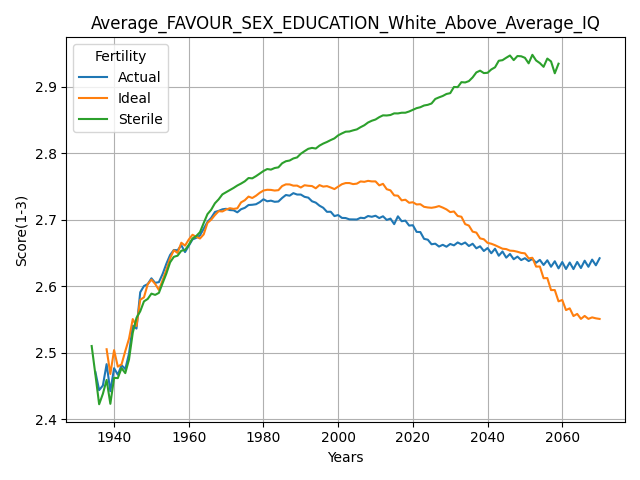 Average_FAVOUR_SEX_EDUCATION_White_Above_Average_IQ
Fertility
Actual
Ideal
Sterile
Score(1-3)
2.9
2.8
2.7
2.6
2.5
2.4
1940 1960 1980 2000 2020 2040 2060
Years